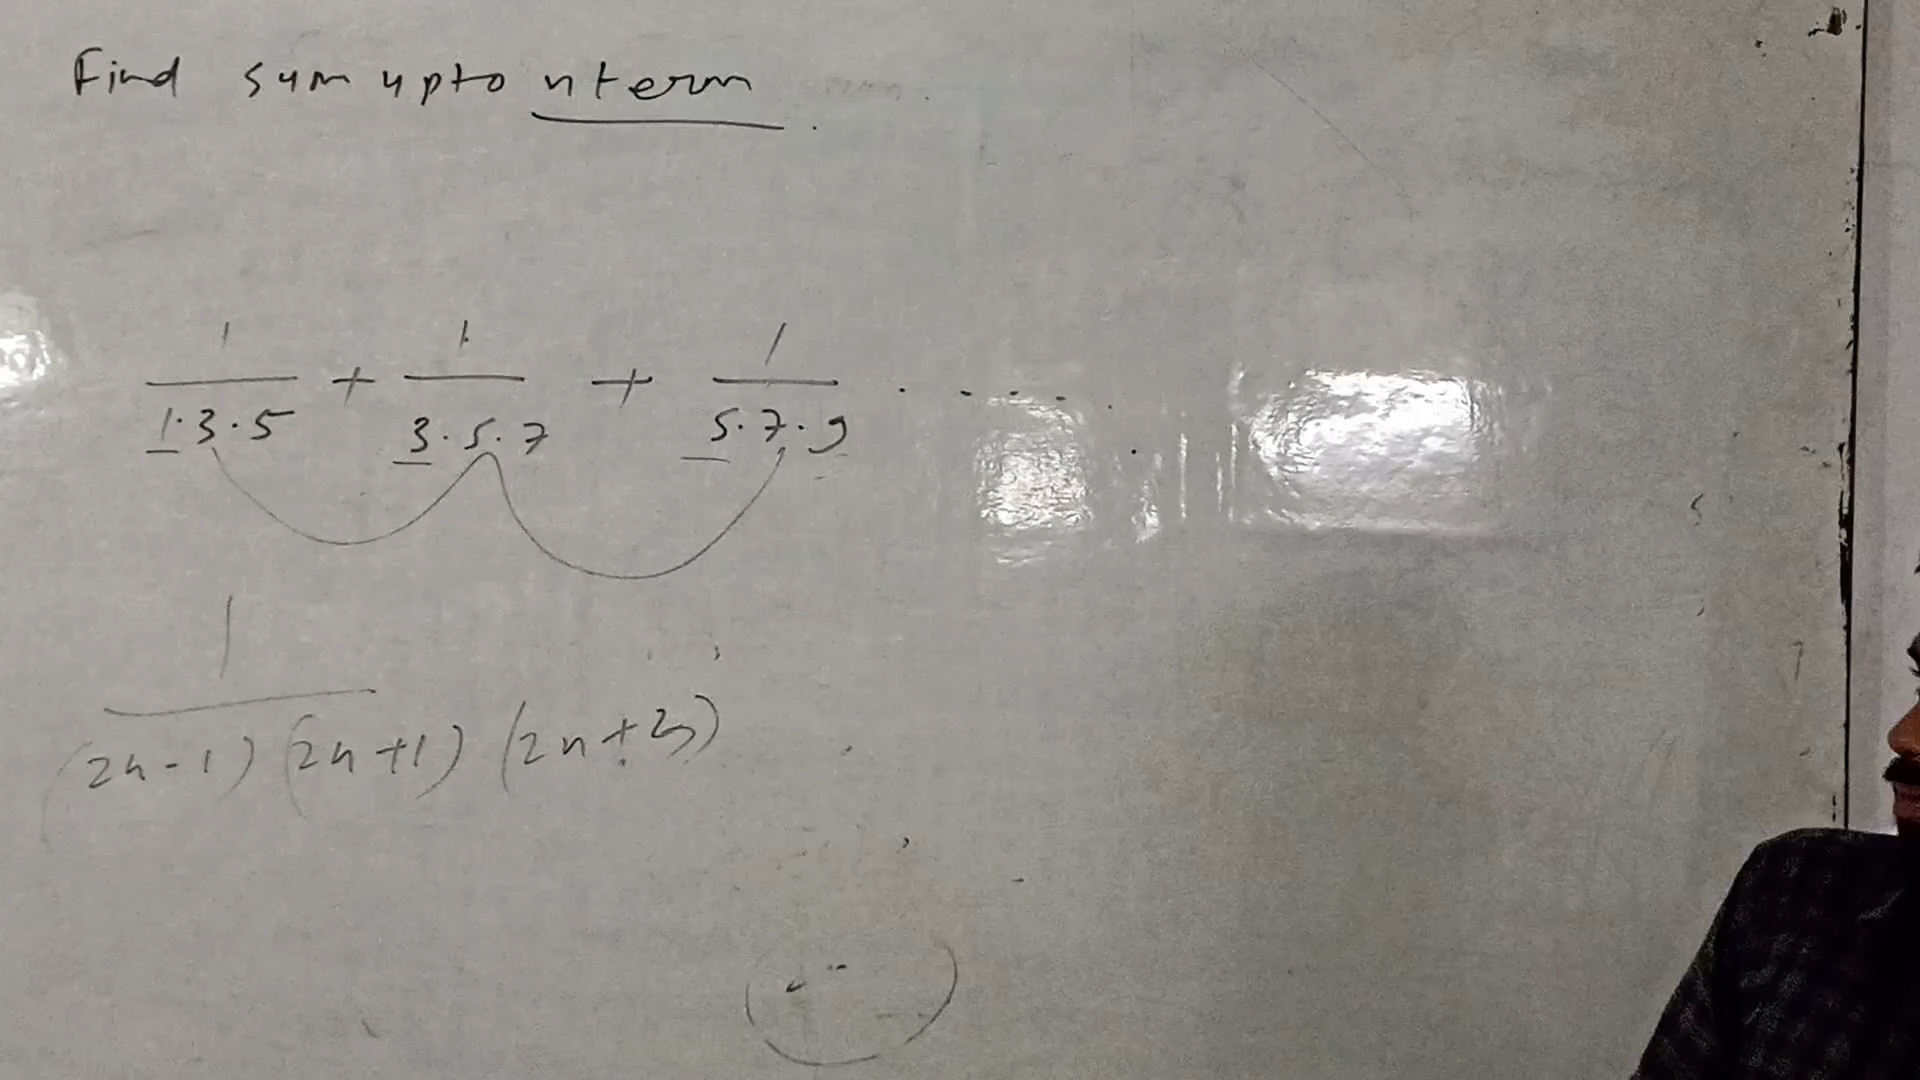 Find sum upto n term.
1/(1·3·5) + 1/(3·5·7) + 1/(5·7·9) .....
1/((2n-1)(2n+1)(2n+3))